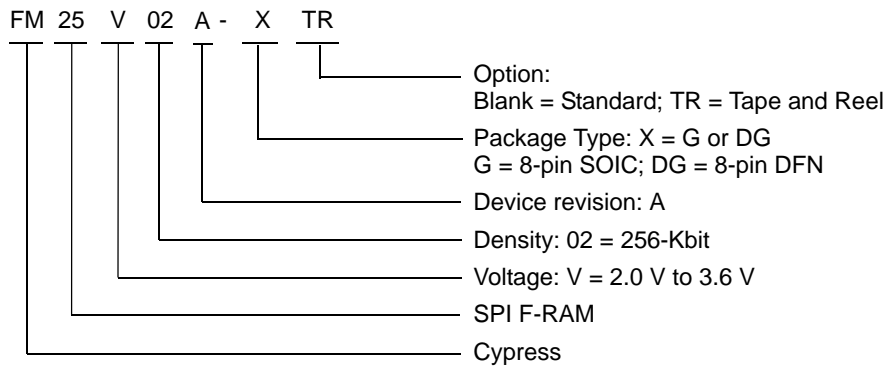 FM 25 V 02 A - X TR
Option:
Blank = Standard; TR = Tape and Reel
Package Type: X = G or DG
G = 8-pin SOIC; DG = 8-pin DFN
Device revision: A
Density: 02 = 256-Kbit
Voltage: V = 2.0 V to 3.6 V
SPI F-RAM
Cypress